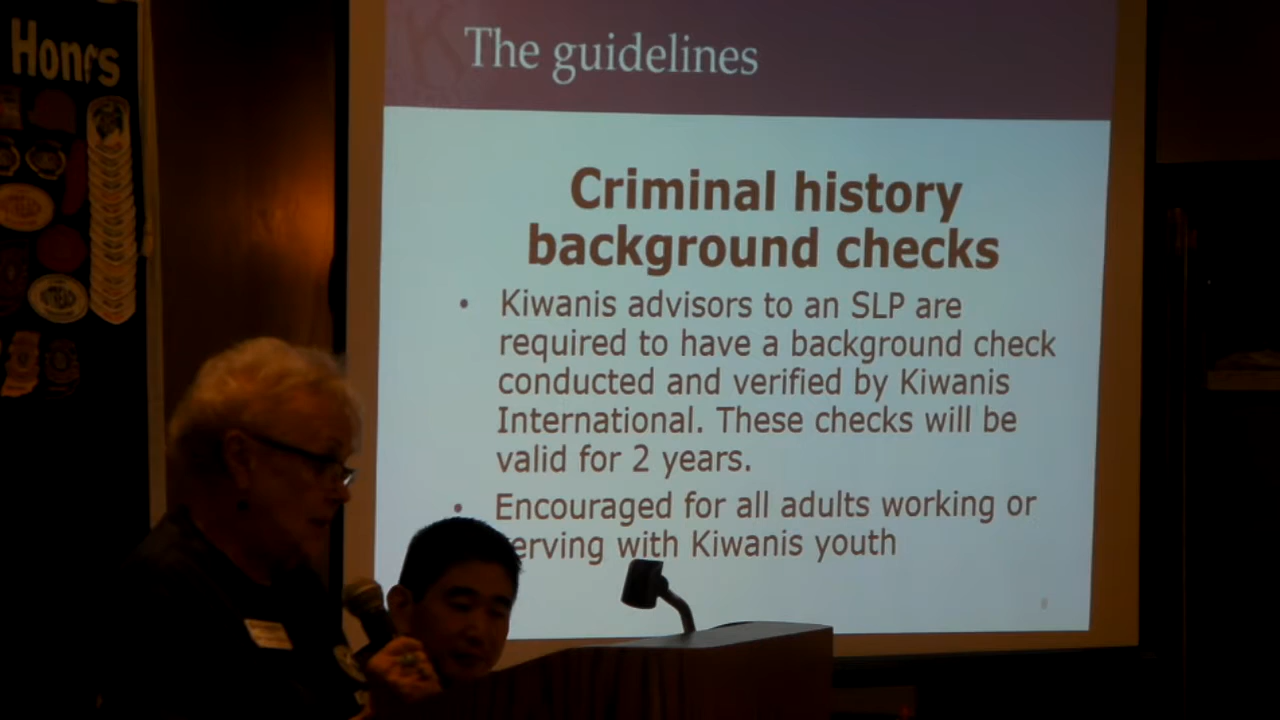 Honors
The guidelines
Criminal history
background checks
• Kiwanis advisors to an SLP are
required to have a background check
conducted and verified by Kiwanis
International. These checks will be
valid for 2 years.
• Encouraged for all adults working or
erving with Kiwanis youth